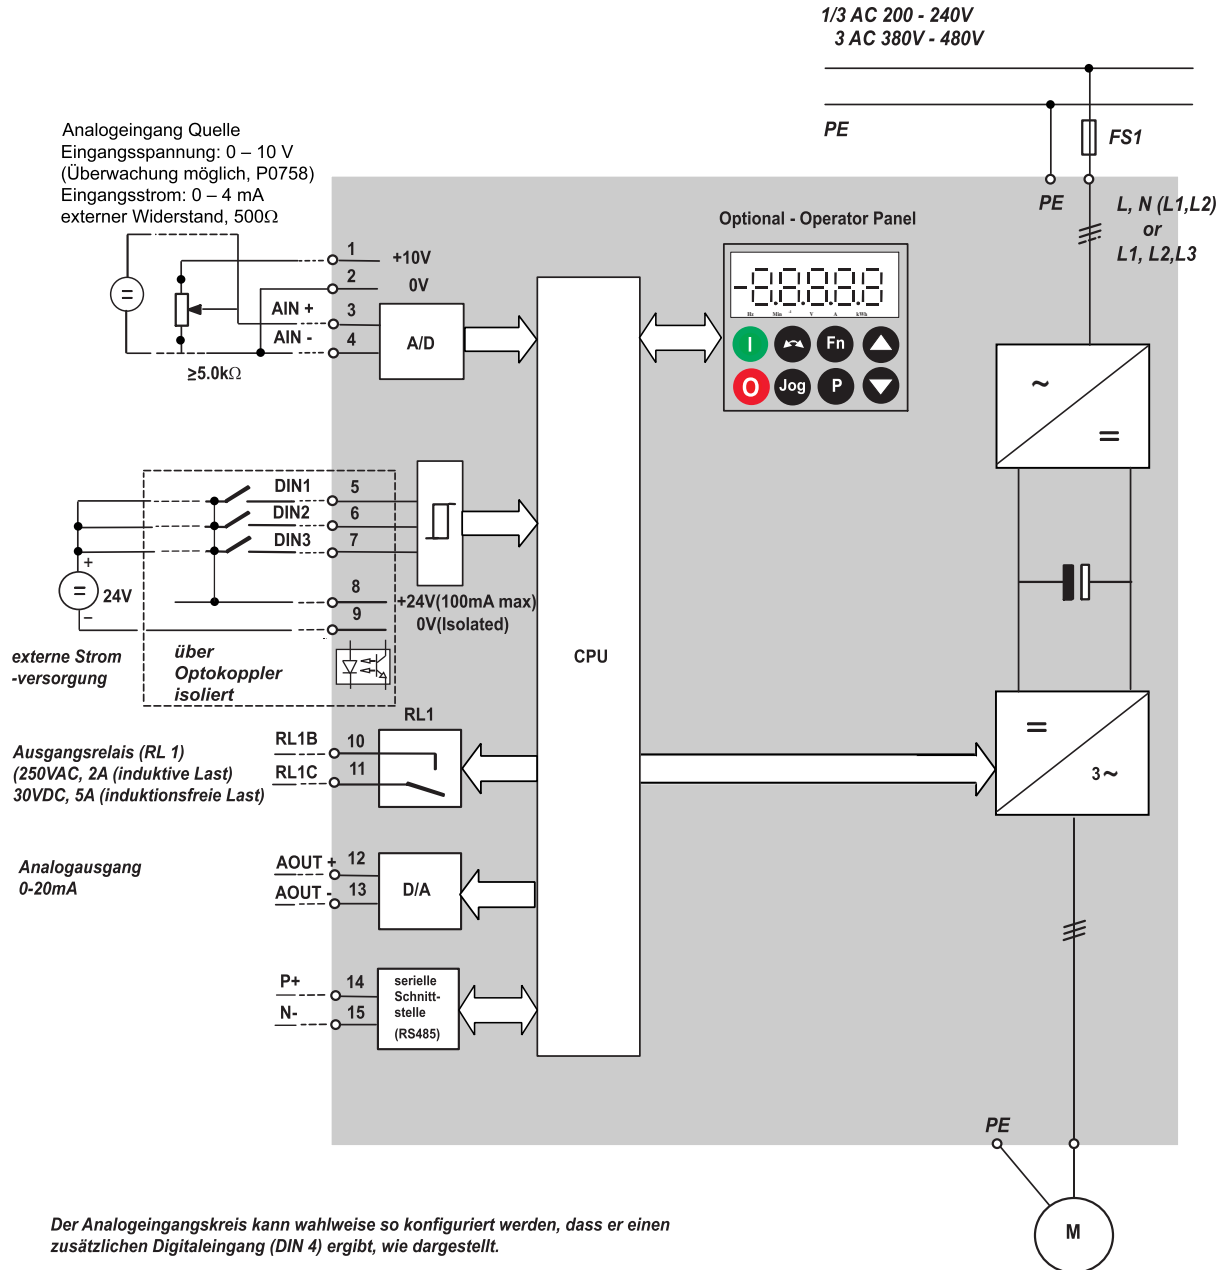 1/3 AC 200 - 240V
3 AC 380V - 480V
PE
FS1
Analogeingang Quelle
Eingangsspannung: 0 – 10 V
(Überwachung möglich, P0758)
Eingangsstrom: 0 – 4 mA
externer Widerstand, 500Ω
PE
L, N (L1,L2)
or
L1, L2,L3
Optional - Operator Panel
Hz Min V A kWh
I
Fn
O
Jog
P
1
+10V
2
0V
AIN +
3
AIN -
4
A/D
≥5.0kΩ
~
=
DIN1
5
DIN2
6
DIN3
7
+
=
24V
–
8
+24V(100mA max)
9
0V(Isolated)
externe Strom
-versorgung
über
Optokoppler
isoliert
CPU
RL1
RL1B
10
RL1C
11
Ausgangsrelais (RL 1)
(250VAC, 2A (induktive Last)
30VDC, 5A (induktionsfreie Last)
=
3~
Analogausgang
0-20mA
AOUT +
12
AOUT -
13
D/A
P+
14
N-
15
serielle
Schnitt-
stelle
(RS485)
PE
M
Der Analogeingangskreis kann wahlweise so konfiguriert werden, dass er einen
zusätzlichen Digitaleingang (DIN 4) ergibt, wie dargestellt.